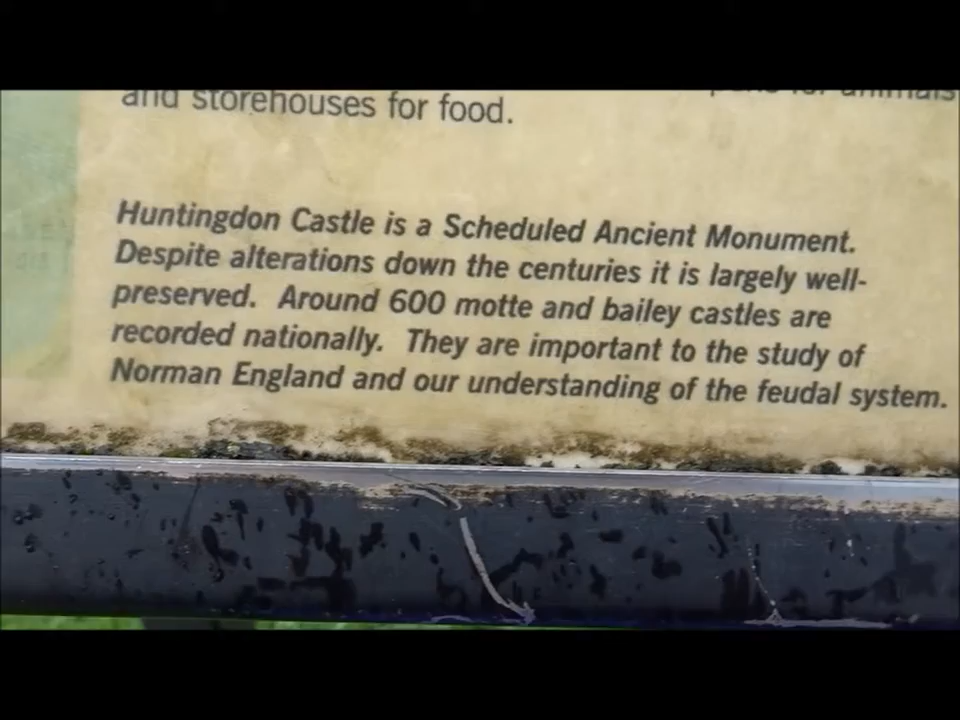 and storehouses for food.
for animals
Huntingdon Castle is a Scheduled Ancient Monument.
Despite alterations down the centuries it is largely well-
preserved. Around 600 motte and bailey castles are
recorded nationally. They are important to the study of
Norman England and our understanding of the feudal system.